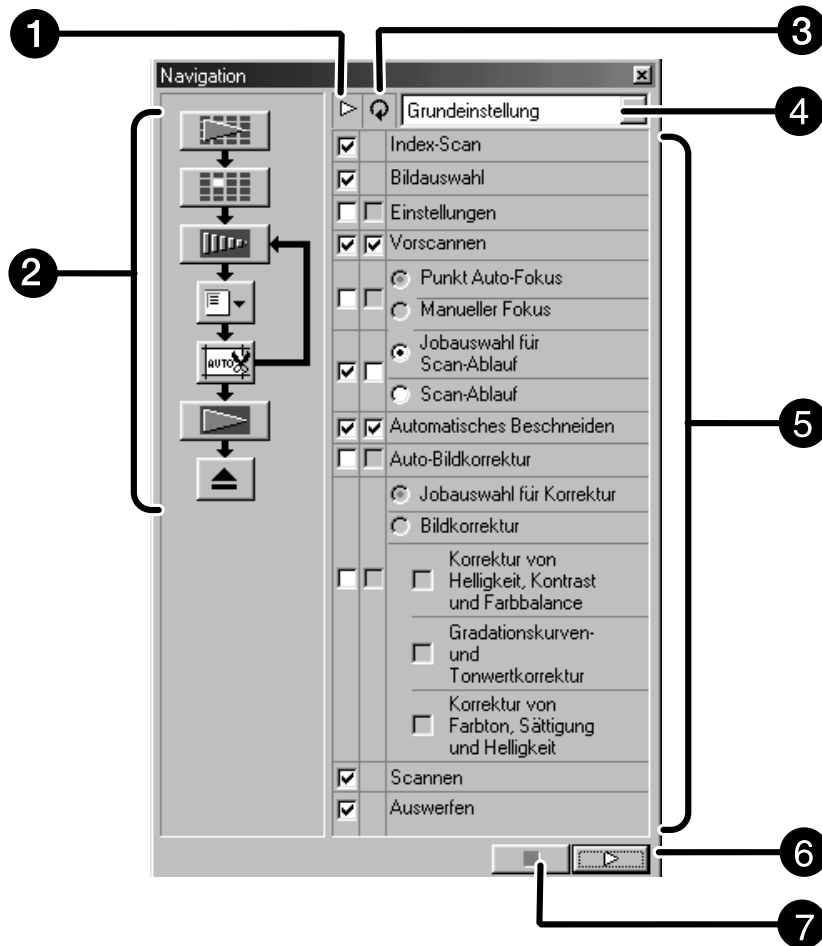 1
3
Navigation
Grundeinstellung
4
Index-Scan
Bildauswahl
Einstellungen
Vorscannen
2
Punkt Auto-Fokus
Manueller Fokus
Jobauswahl für
Scan-Ablauf
AUTO
Scan-Ablauf
5
Automatisches Beschneiden
Auto-Bildkorrektur
Jobauswahl für Korrektur
Bildkorrektur
Korrektur von
Helligkeit, Kontrast
und Farbbalance
Gradationskurven-
und
Tonwertkorrektur
Korrektur von
Farbton, Sättigung
und Helligkeit
Scannen
Auswerfen
6
7